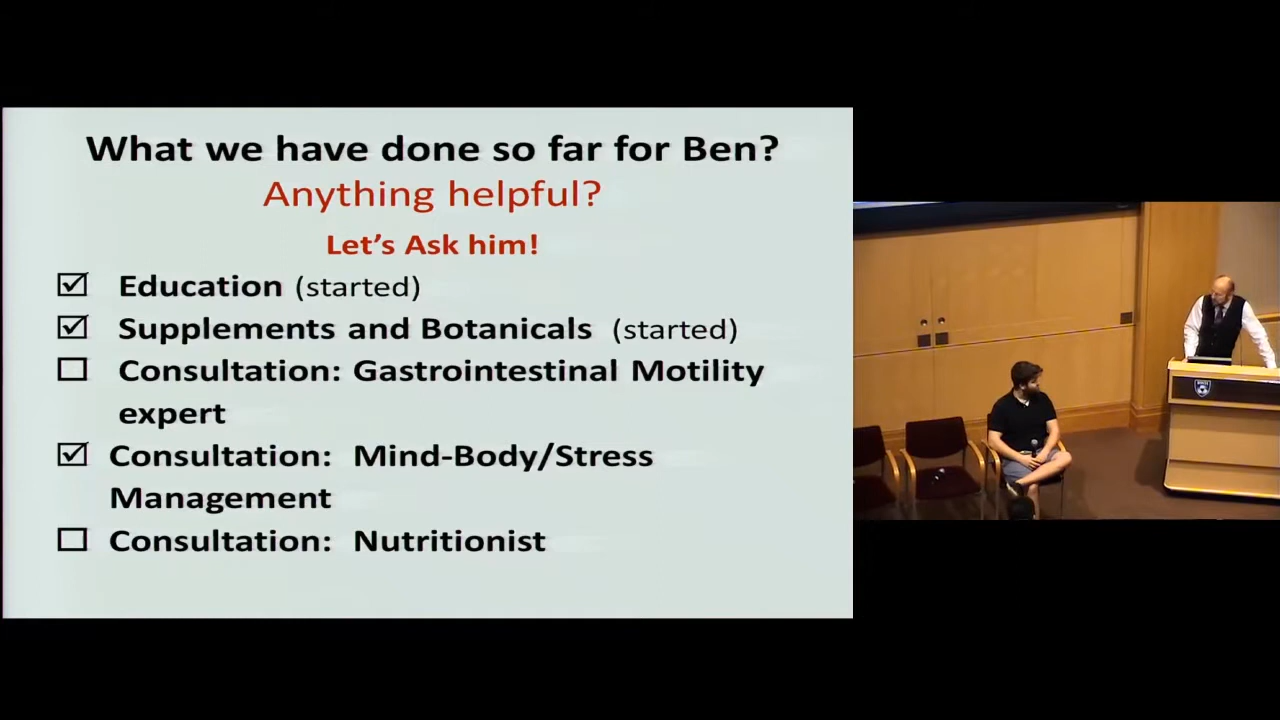 What we have done so far for Ben?
Anything helpful?
Let's Ask him!
☑ Education (started)
☑ Supplements and Botanicals (started)
☐ Consultation: Gastrointestinal Motility
expert
☑ Consultation: Mind-Body/Stress
Management
☐ Consultation: Nutritionist